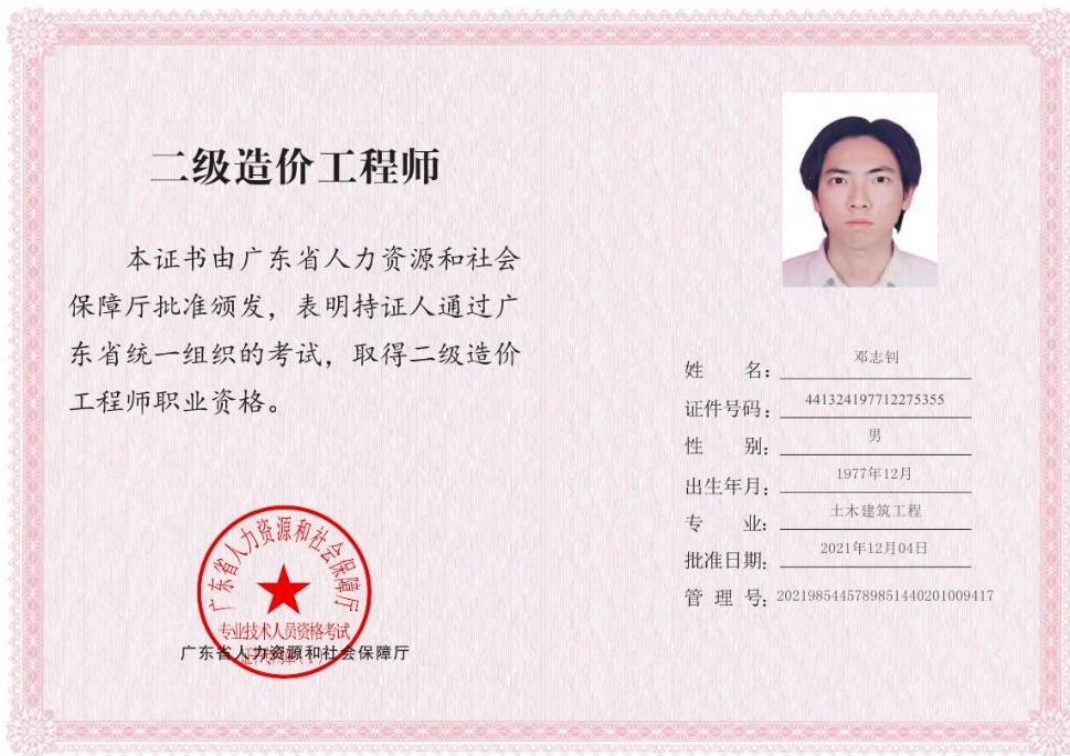 二级造价工程师
本证书由广东省人力资源和社会
保障厅批准颁发，表明持证人通过广
东省统一组织的考试，取得二级造价
工程师职业资格。
广东省人力资源和社会保障厅
专业技术人员资格考试
广东省人力资源和社会保障厅
姓 名：邓志钊
证件号码：441324197712275355
性 别：男
出生年月：1977年12月
专 业：土木建筑工程
批准日期：2021年12月04日
管 理 号：20219854457898514402010​09417